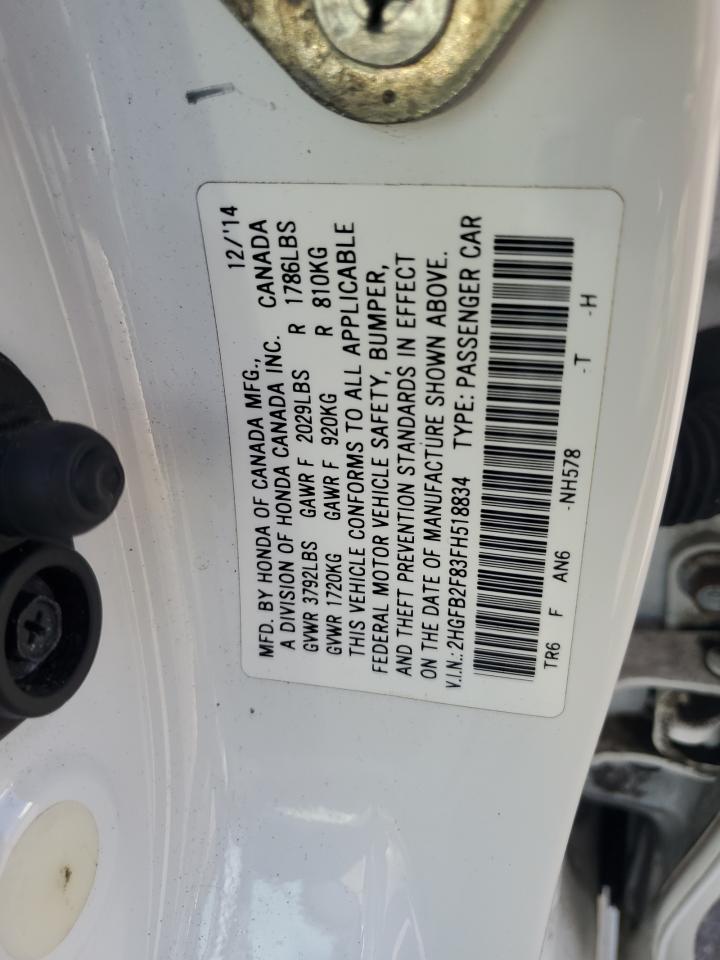 12/'14
MFD. BY HONDA OF CANADA MFG.,
A DIVISION OF HONDA CANADA INC. CANADA
GVWR 3792LBS GAWR F 2029LBS R 1786LBS
GVWR 1720KG GAWR F 920KG R 810KG
THIS VEHICLE CONFORMS TO ALL APPLICABLE
FEDERAL MOTOR VEHICLE SAFETY, BUMPER,
AND THEFT PREVENTION STANDARDS IN EFFECT
ON THE DATE OF MANUFACTURE SHOWN ABOVE.
V.I.N.:2HGFB2F83FH518834 TYPE: PASSENGER CAR
TR6 F AN6 -NH578 -T -H